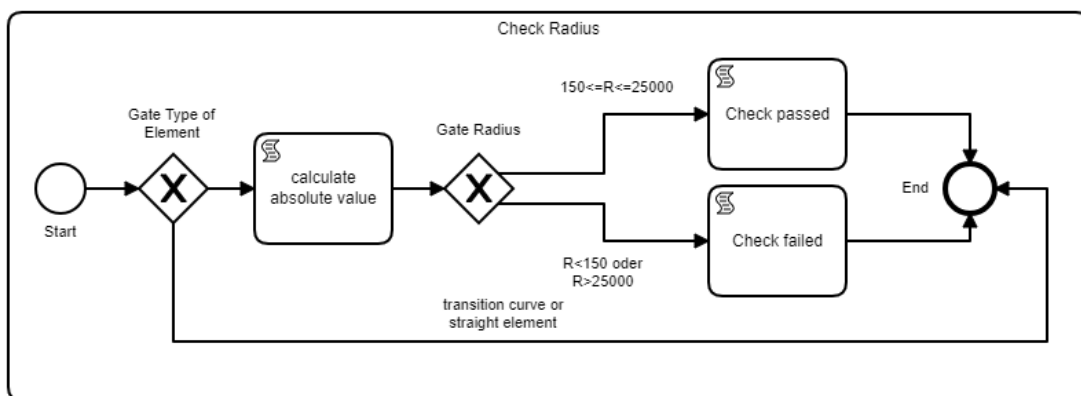 Check Radius
Gate Type of
Element
Start
calculate
absolute value
Gate Radius
150<=R<=25000
Check passed
R<150 oder
R>25000
Check failed
End
transition curve or
straight element